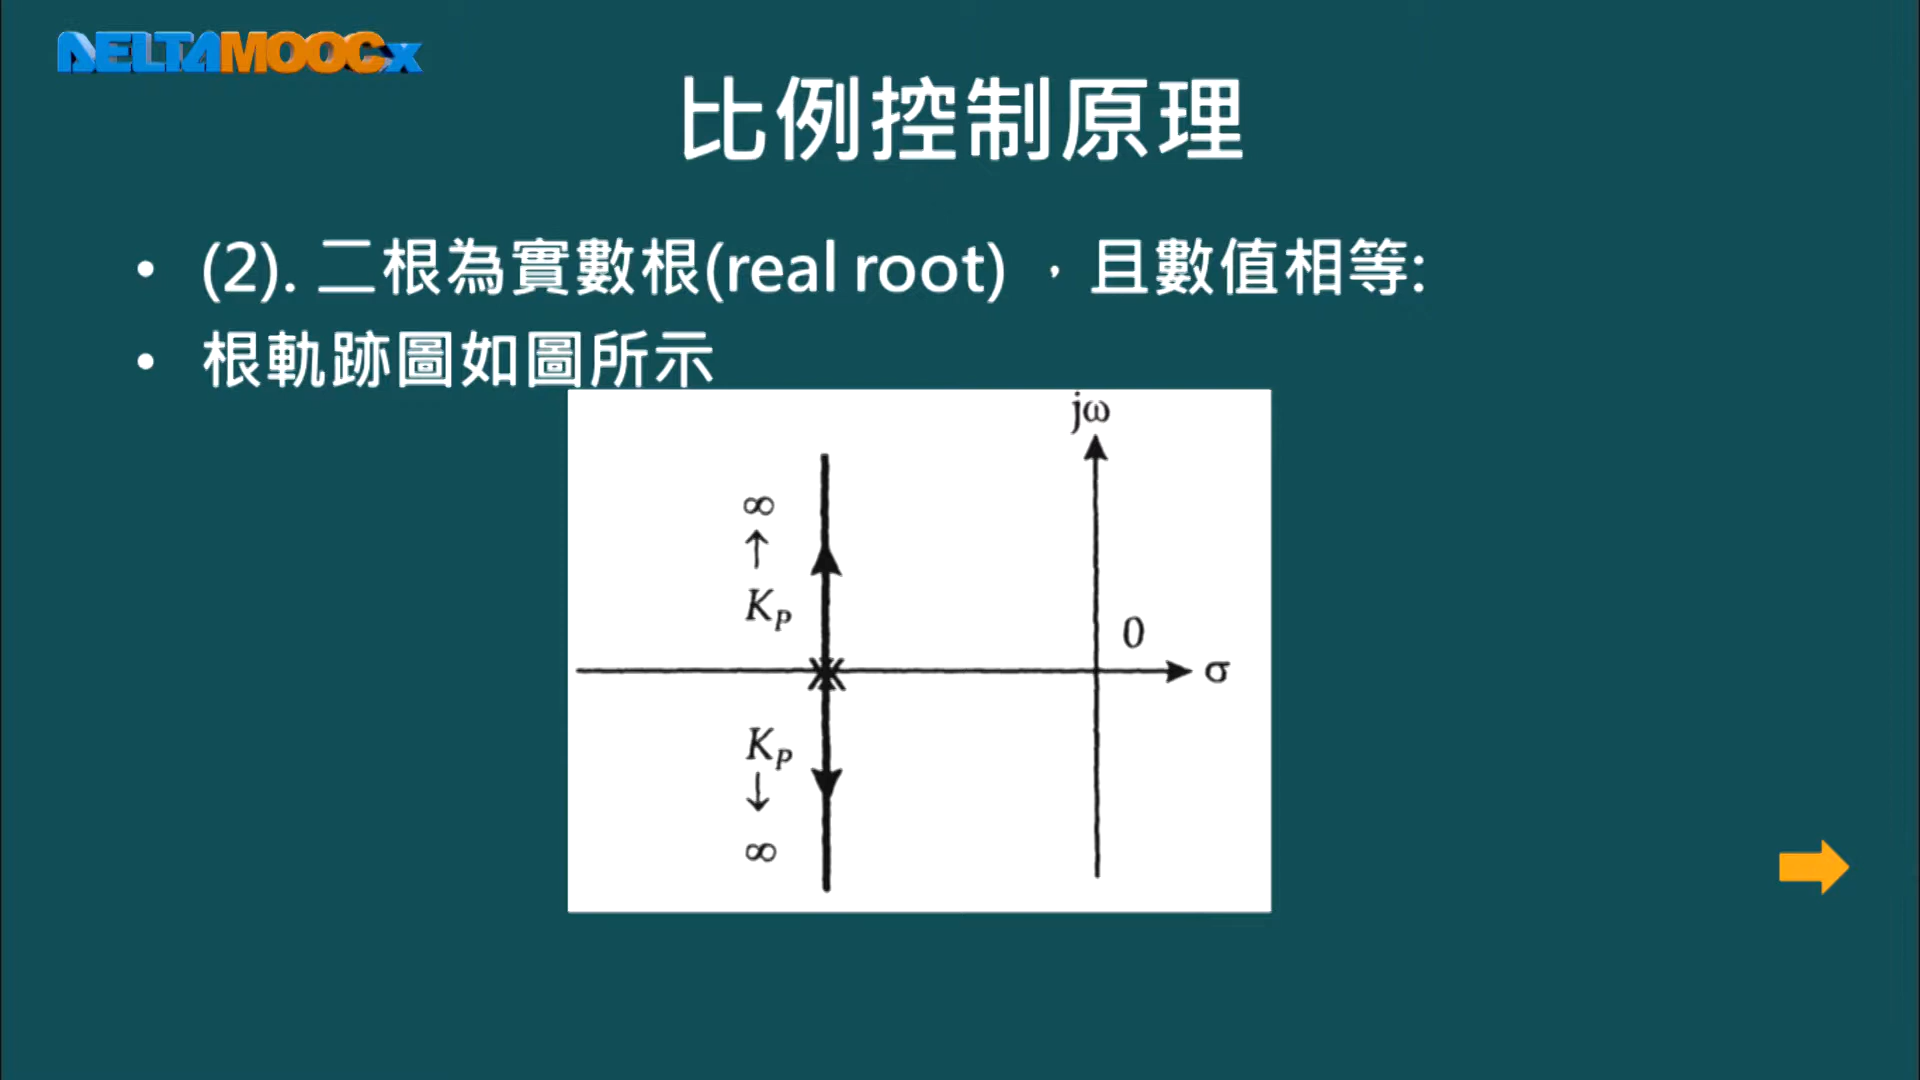 DELTAMOOCx
比例控制原理
• (2). 二根為實數根(real root) ，且數值相等:
• 根軌跡圖如圖所示
jω
∞
↑
K_P
0
σ
K_P
↓
∞